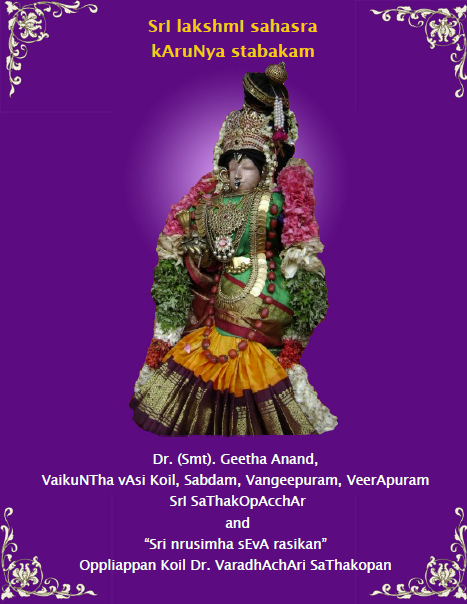 SrI lakshmI sahasra
kAruNya stabakam
Dr. (Smt). Geetha Anand,
VaikuNTha vAsi Koil, Sabdam, Vangeepuram, VeerApuram
SrI SaThakOpAcchAr
and
“Sri nrusimha sEvA rasikan”
Oppliappan Koil Dr. VaradhAchAri SaThakopan